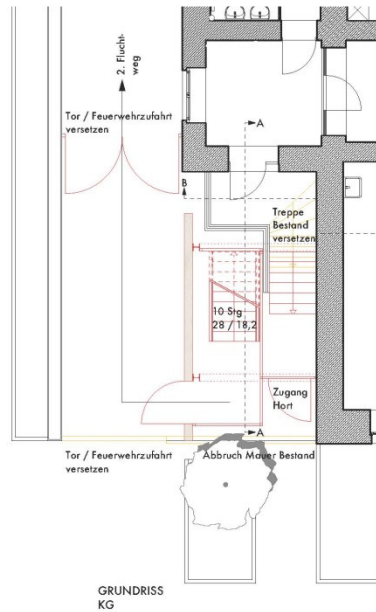 2. Flucht-
weg
A
Tor / Feuerwehrzufahrt
versetzen
B
Treppe
Bestand
versetzen
10 Stg
28 / 18,2
Zugang
Hort
A
Tor / Feuerwehrzufahrt
versetzen
Abbruch Mauer Bestand
GRUNDRISS
KG